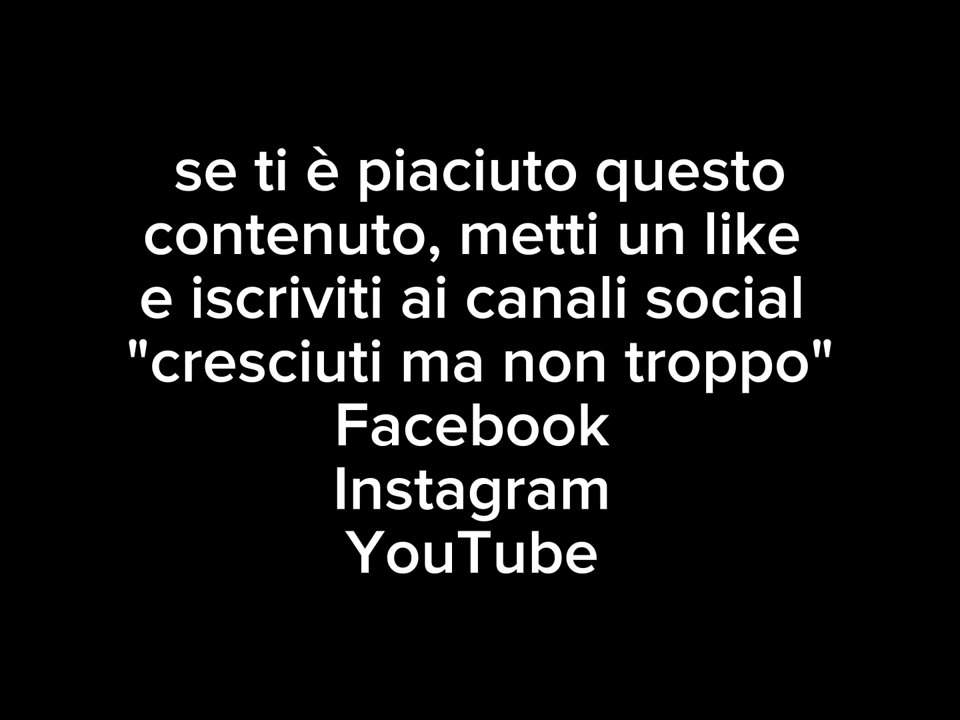 se ti è piaciuto questo
contenuto, metti un like
e iscriviti ai canali social
"cresciuti ma non troppo"
Facebook
Instagram
YouTube